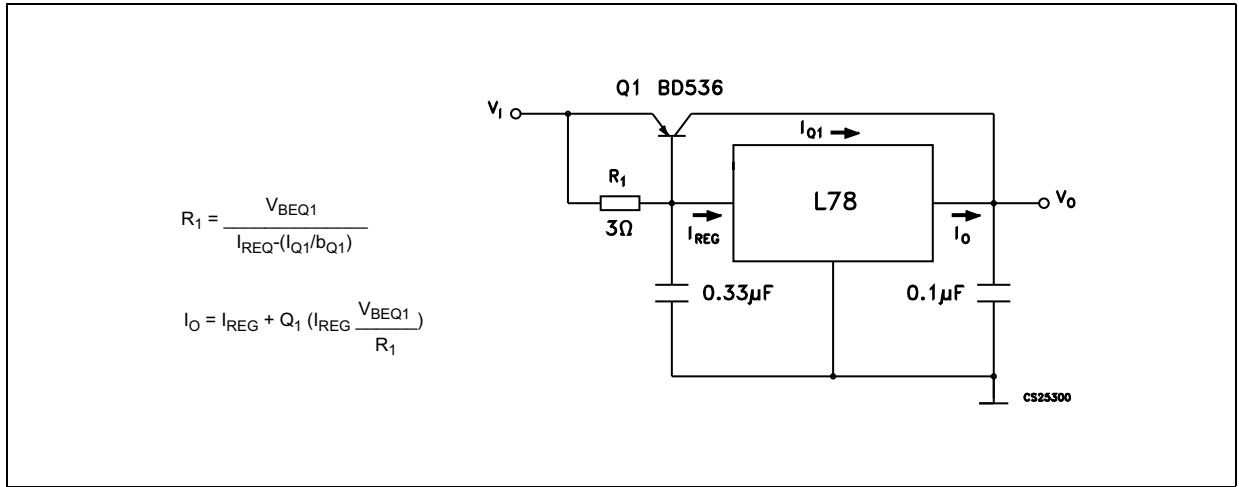 R1 = VBEQ1 / IREQ-(IQ1/bQ1)
IO = IREG + Q1 (IREG VBEQ1 / R1)
Q1 BD536
VI
IQ1
R1
3Ω
IREG
L78
IO
VO
0.33µF
0.1µF
CS25300